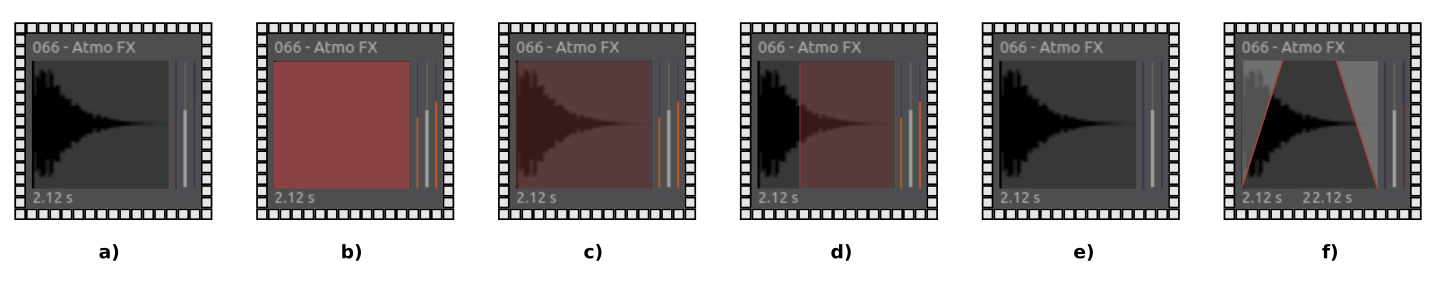 066 - Atmo FX 066 - Atmo FX 066 - Atmo FX 066 - Atmo FX 066 - Atmo FX 066 - Atmo FX
2.12 s 2.12 s 2.12 s 2.12 s 2.12 s 2.12 s 22.12 s
a) b) c) d) e) f)